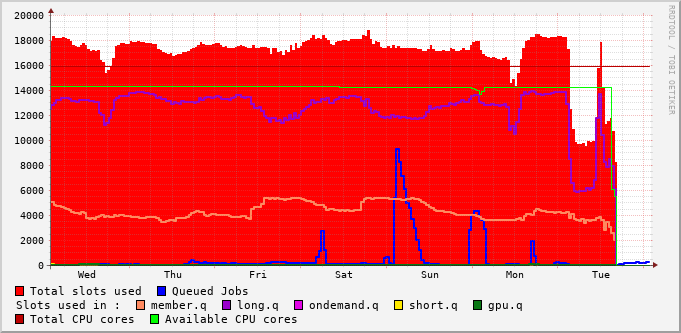 20000
18000
16000
14000
12000
10000
8000
6000
4000
2000
0
Wed Thu Fri Sat Sun Mon Tue
RRDTOOL / TOBI OETIKER
Total slots used Queued Jobs
Slots used in : member.q long.q ondemand.q short.q gpu.q
Total CPU cores Available CPU cores